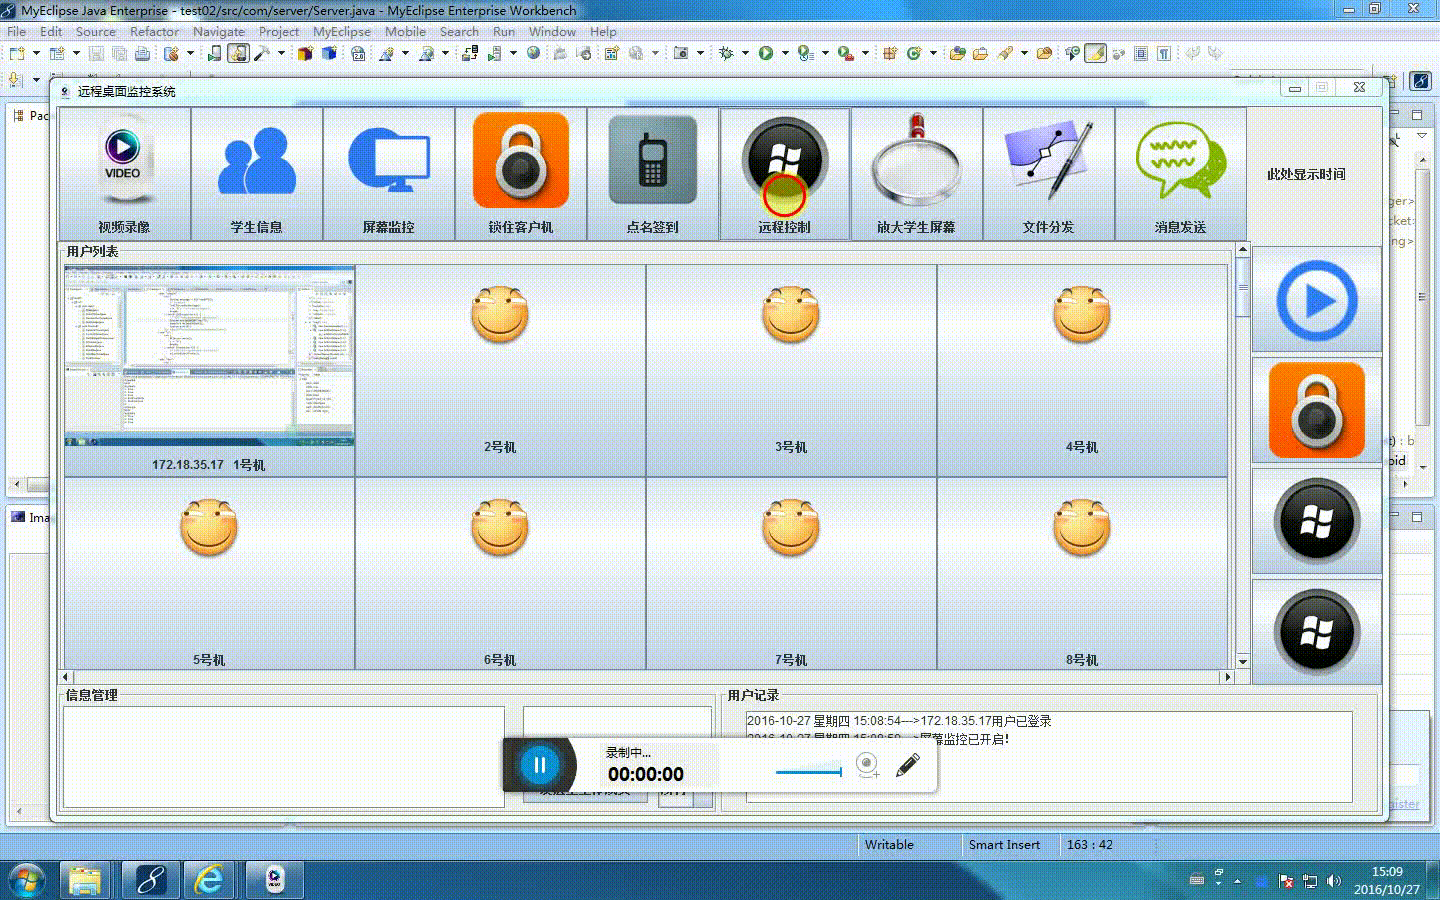 MyEclipse Java Enterprise - test02/src/com/server/Server.java - MyEclipse Enterprise Workbench
File Edit Source Refactor Navigate Project MyEclipse Mobile Search Run Window Help
远程桌面监控系统
VIDEO
视频录像 学生信息 屏幕监控 锁住客户机 点名签到 远程控制 放大学生屏幕 文件分发 消息发送
此处显示时间
用户列表
172.18.35.17 1号机
2号机
3号机
4号机
5号机
6号机
7号机
8号机
信息管理
用户记录
2016-10-27 星期四 15:08:54--->172.18.35.17用户已登录
屏幕监控已开启!
录制中...
00:00:00
Writable Smart Insert 163 : 42
15:09
2016/10/27